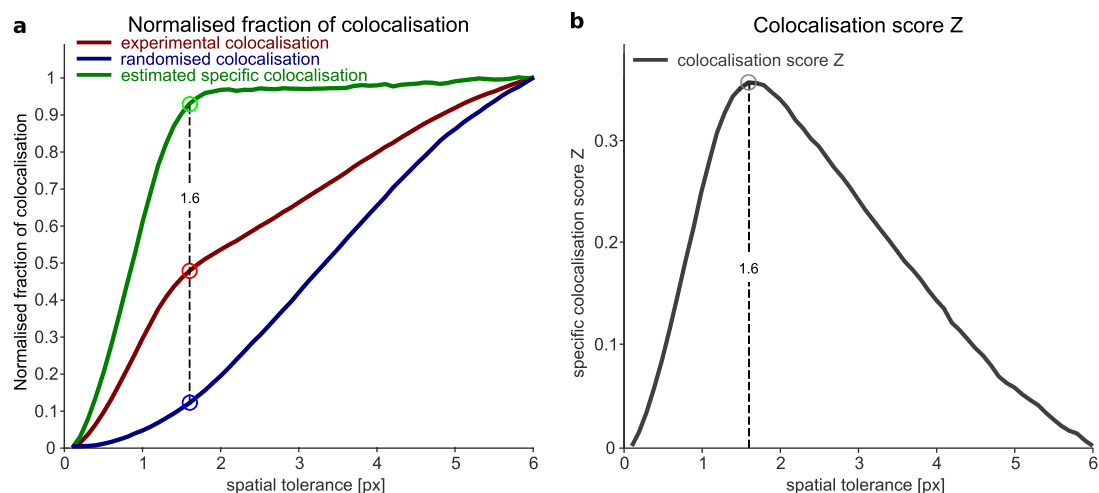 a
Normalised fraction of colocalisation
experimental colocalisation
randomised colocalisation
estimated specific colocalisation
Normalised fraction of colocalisation
1
0.9
0.8
0.7
0.6
0.5
0.4
0.3
0.2
0.1
0
1.6
0 1 2 3 4 5 6
spatial tolerance [px]
b
Colocalisation score Z
colocalisation score Z
specific colocalisation score Z
0.3
0.2
0.1
0
1.6
0 1 2 3 4 5 6
spatial tolerance [px]